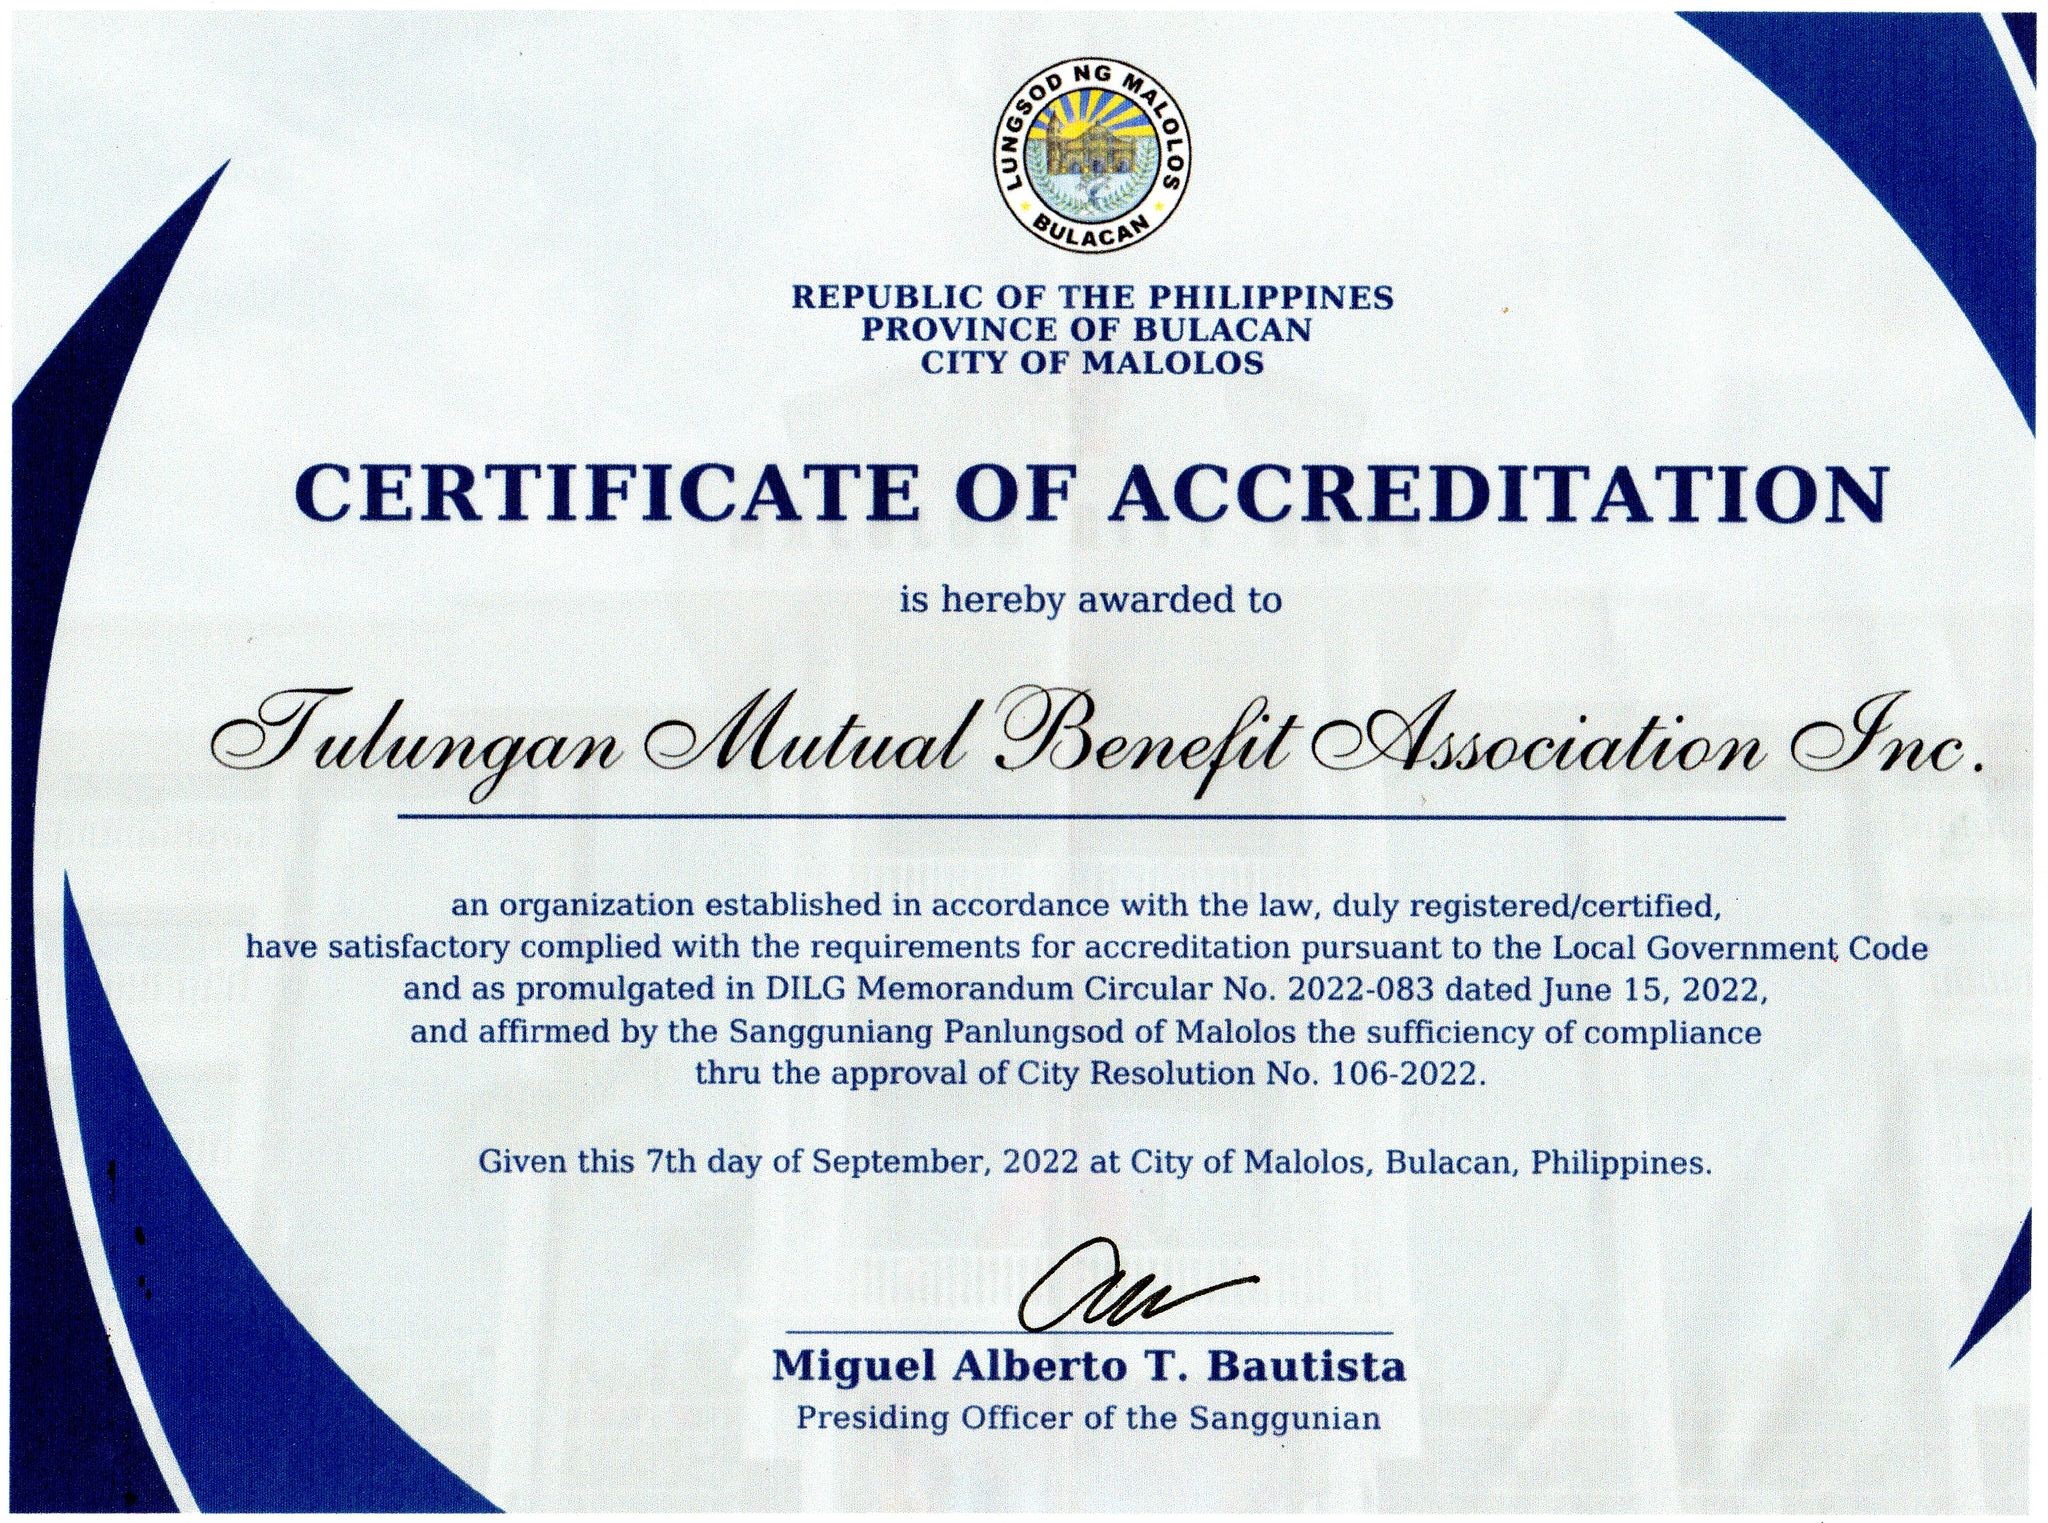 LUNGSOD NG MALOLOS
BULACAN
REPUBLIC OF THE PHILIPPINES
PROVINCE OF BULACAN
CITY OF MALOLOS
CERTIFICATE OF ACCREDITATION
is hereby awarded to
Tulungan Mutual Benefit Association Inc.
an organization established in accordance with the law, duly registered/certified,
have satisfactory complied with the requirements for accreditation pursuant to the Local Government Code
and as promulgated in DILG Memorandum Circular No. 2022-083 dated June 15, 2022,
and affirmed by the Sangguniang Panlungsod of Malolos the sufficiency of compliance
thru the approval of City Resolution No. 106-2022.
Given this 7th day of September, 2022 at City of Malolos, Bulacan, Philippines.
Miguel Alberto T. Bautista
Presiding Officer of the Sanggunian